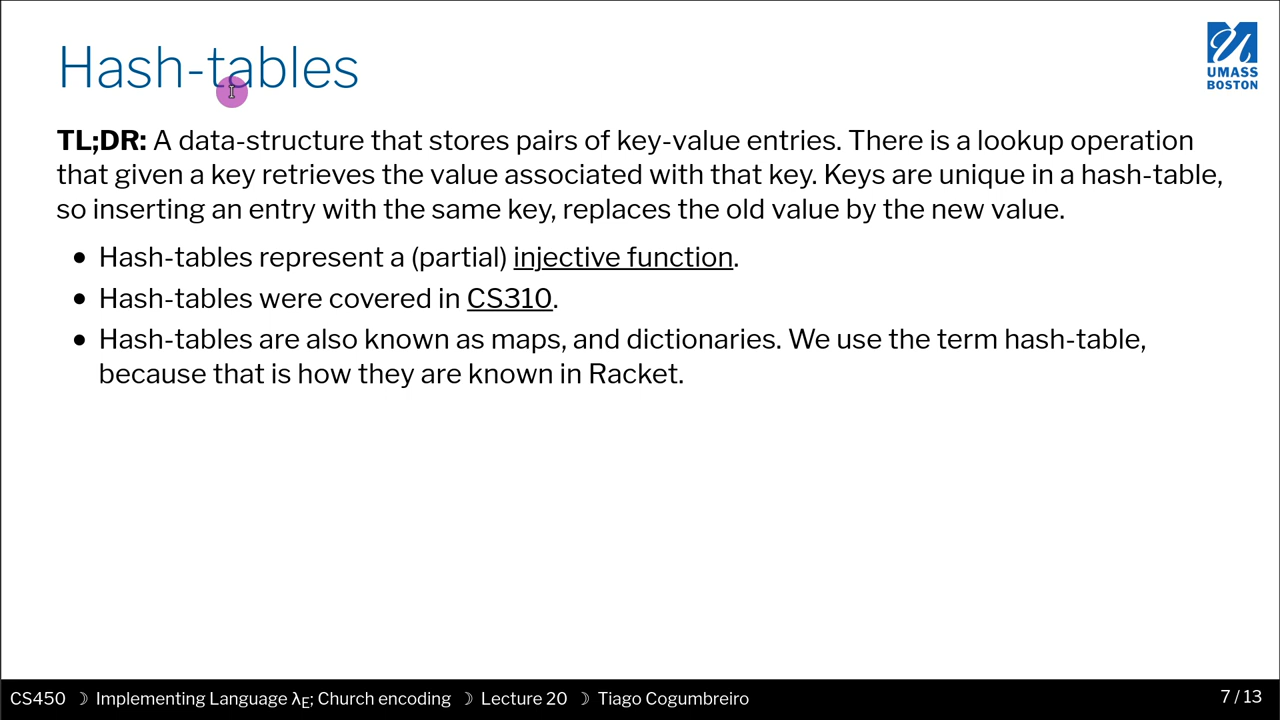 Hash-tables
UMASS
BOSTON
TL;DR: A data-structure that stores pairs of key-value entries. There is a lookup operation
that given a key retrieves the value associated with that key. Keys are unique in a hash-table,
so inserting an entry with the same key, replaces the old value by the new value.
• Hash-tables represent a (partial) injective function.
• Hash-tables were covered in CS310.
• Hash-tables are also known as maps, and dictionaries. We use the term hash-table,
because that is how they are known in Racket.
CS450 ☽ Implementing Language λE; Church encoding ☽ Lecture 20 ☽ Tiago Cogumbreiro 7 / 13